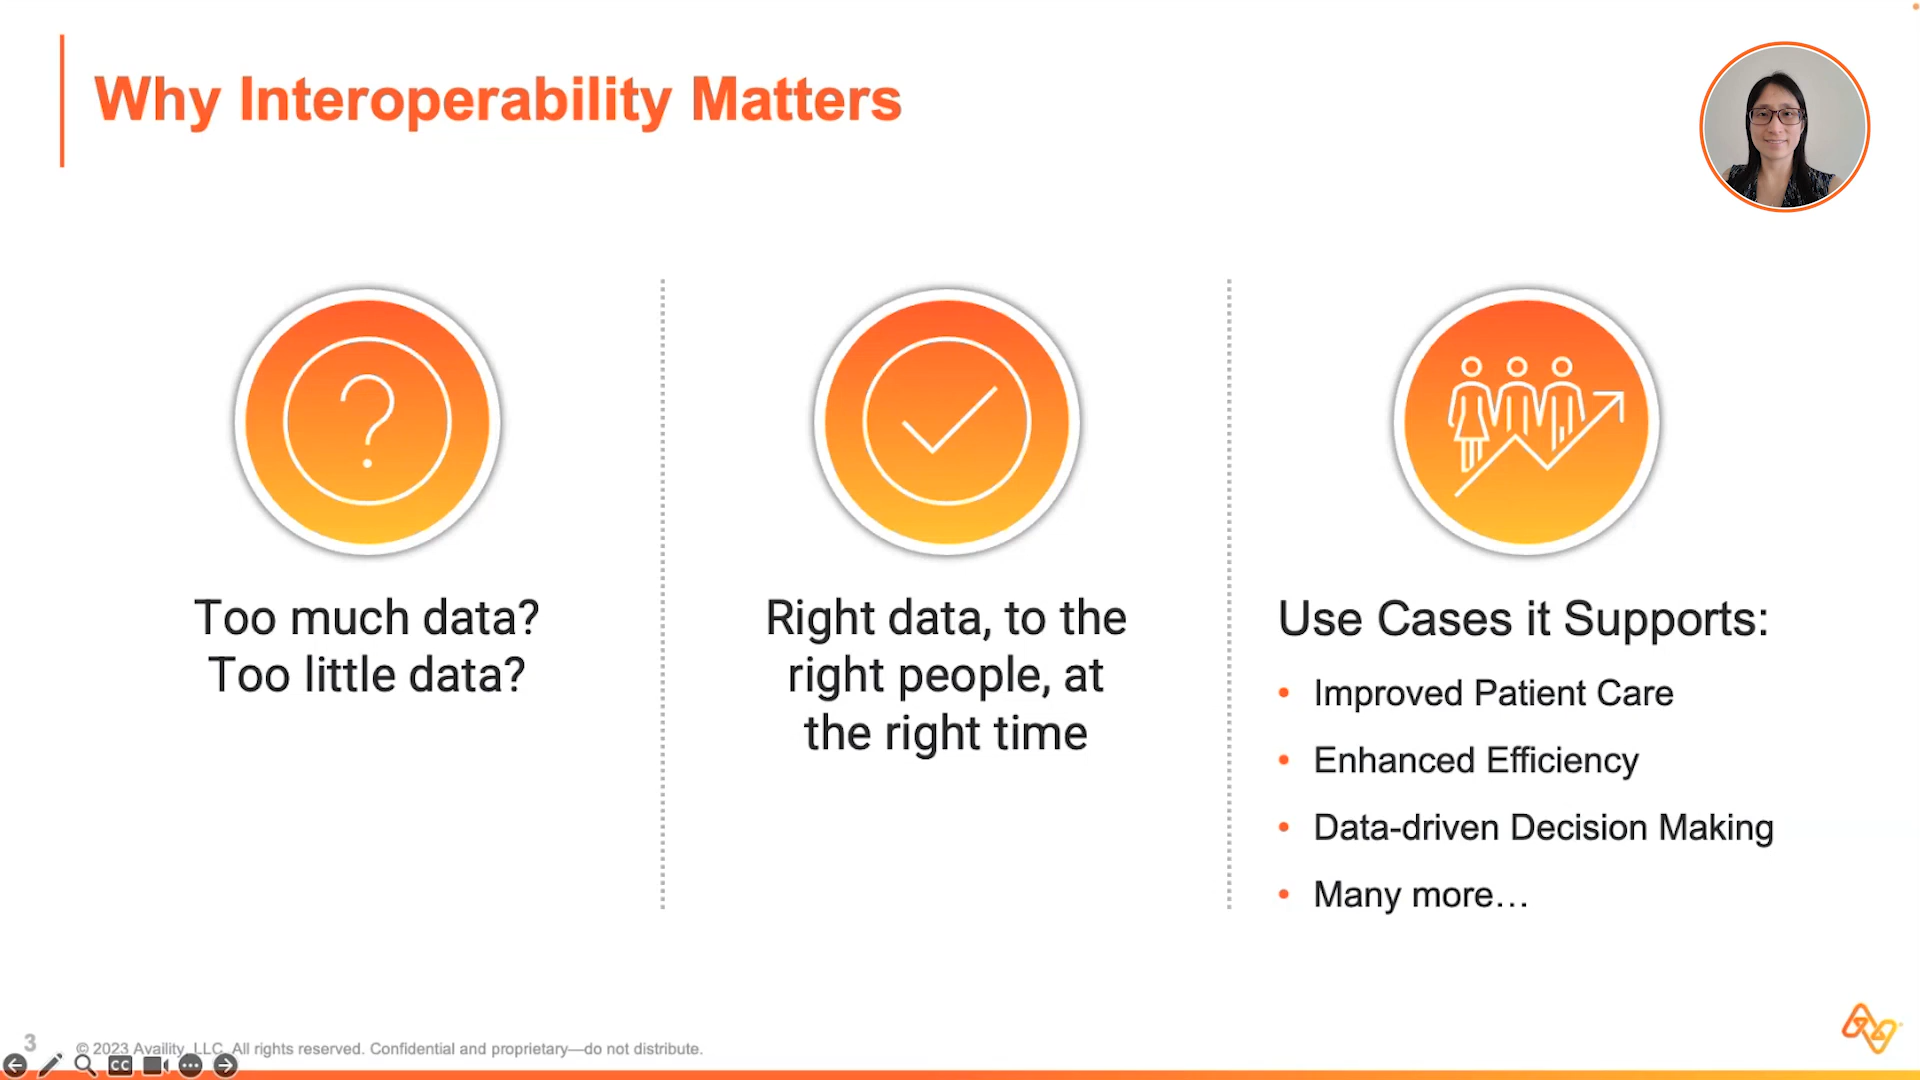 Why Interoperability Matters
Too much data?
Too little data?
Right data, to the
right people, at
the right time
Use Cases it Supports:
• Improved Patient Care
• Enhanced Efficiency
• Data-driven Decision Making
• Many more…
3
© 2023 Availity, LLC. All rights reserved. Confidential and proprietary—do not distribute.
CC